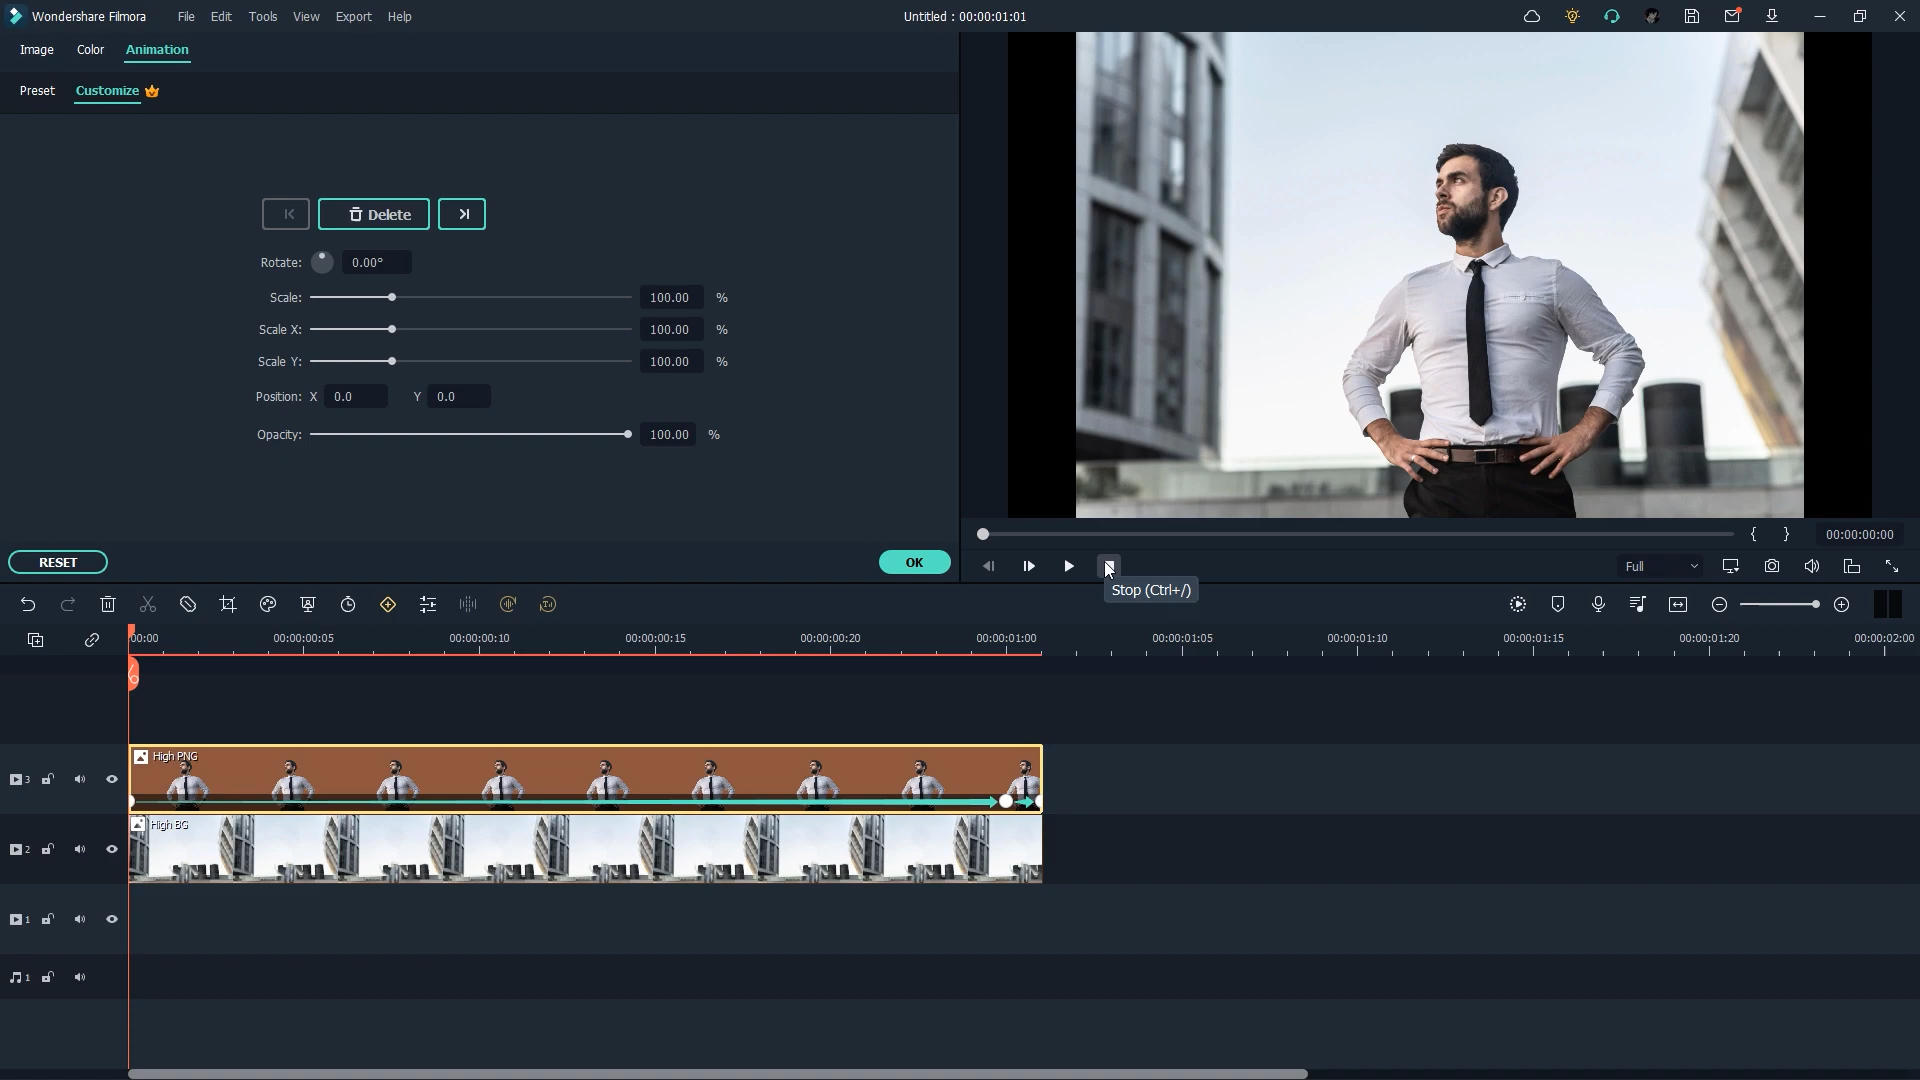 Wondershare Filmora File Edit Tools View Export Help Untitled : 00:00:01:01
Image Color Animation
Preset Customize
Delete
Rotate: 0.00°
Scale: 100.00 %
Scale X: 100.00 %
Scale Y: 100.00 %
Position: X 0.0 Y 0.0
Opacity: 100.00 %
RESET OK
{ } 00:00:00:00
Full
Stop (Ctrl+/)
00:00 00:00:00:05 00:00:00:10 00:00:00:15 00:00:00:20 00:00:01:00 00:00:01:05 00:00:01:10 00:00:01:15 00:00:01:20 00:00:02:00
High PNG
3
High BG
2
1
1